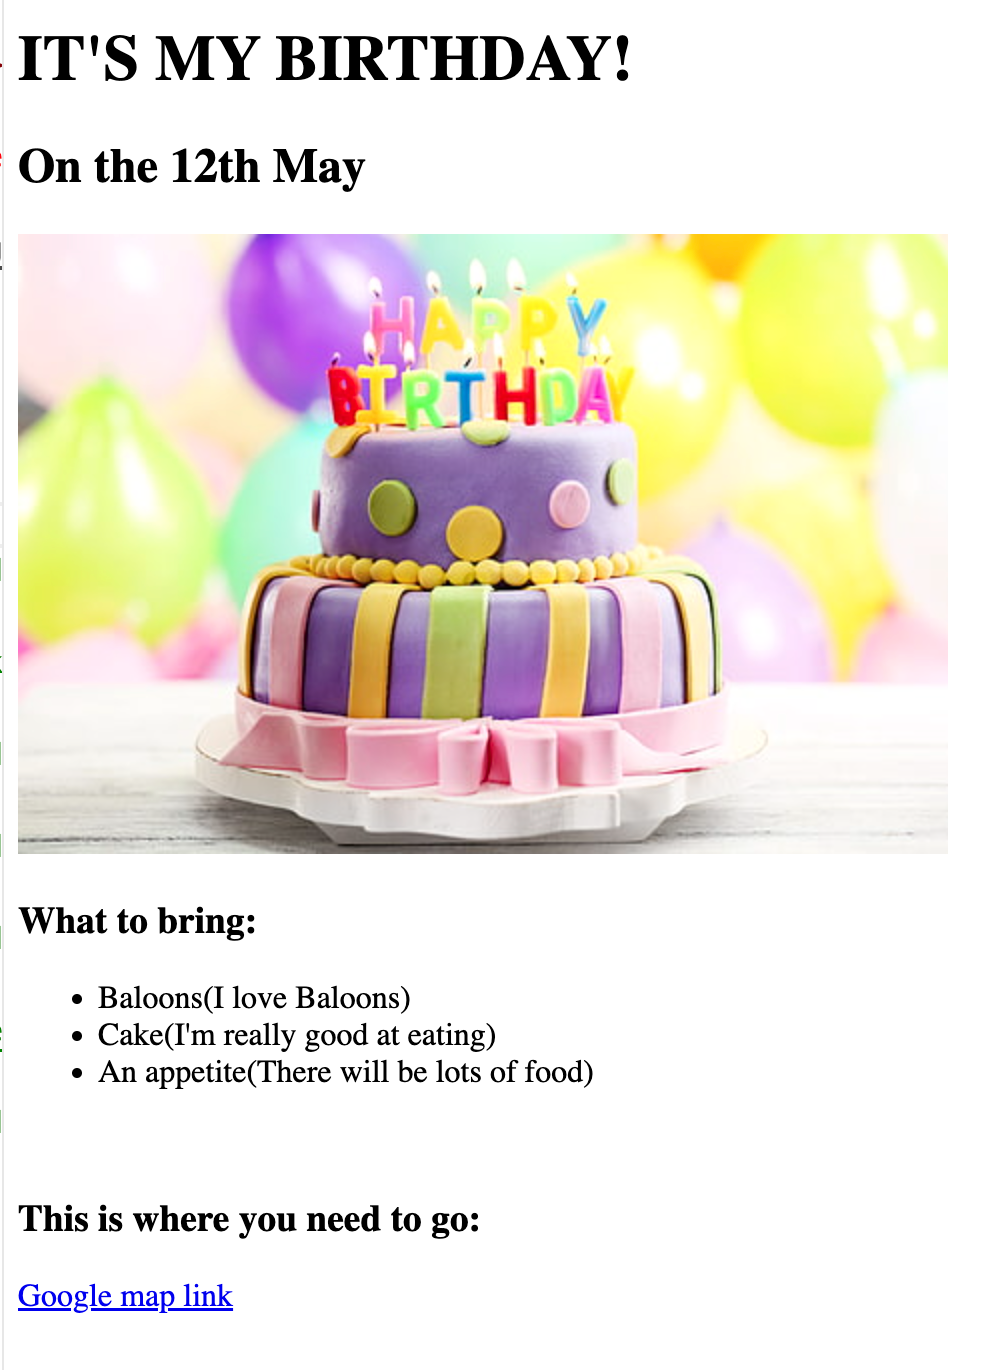 IT'S MY BIRTHDAY!
On the 12th May
HAPPY
BIRTHDAY
What to bring:
Baloons(I love Baloons)
Cake(I'm really good at eating)
An appetite(There will be lots of food)
This is where you need to go:
Google map link